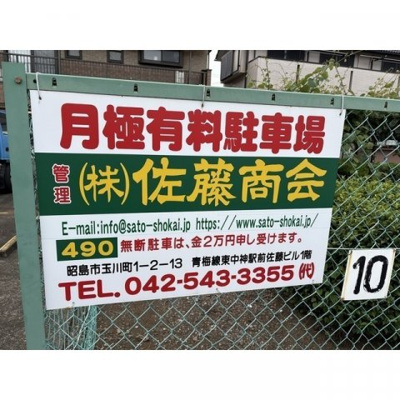 月極有料駐車場
管理 (株)佐藤商会
E-mail:info@sato-shokai.jp https://www.sato-shokai.jp/
490 無断駐車は、金2万円申し受けます。
昭島市玉川町1-2-13 青梅線東中神駅前佐藤ビル1階
TEL. 042-543-3355(代)
10